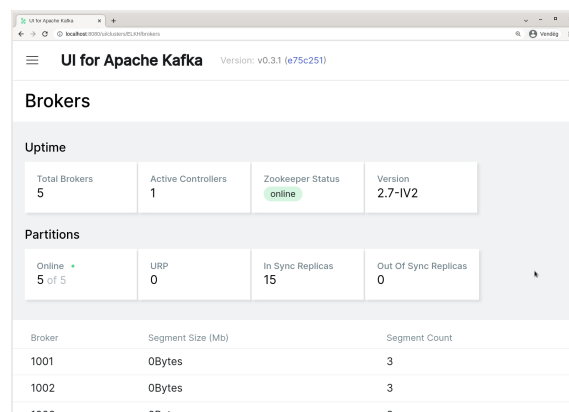 UI for Apache Kafka
localhost:8080/ui/clusters/ELKH/brokers
Vendég
UI for Apache Kafka Version: v0.3.1 (e75c251)
Brokers
Uptime
Total Brokers Active Controllers Zookeeper Status Version
5 1 online 2.7-IV2
Partitions
Online URP In Sync Replicas Out Of Sync Replicas
5 of 5 0 15 0
Broker Segment Size (Mb) Segment Count
1001 0Bytes 3
1002 0Bytes 3